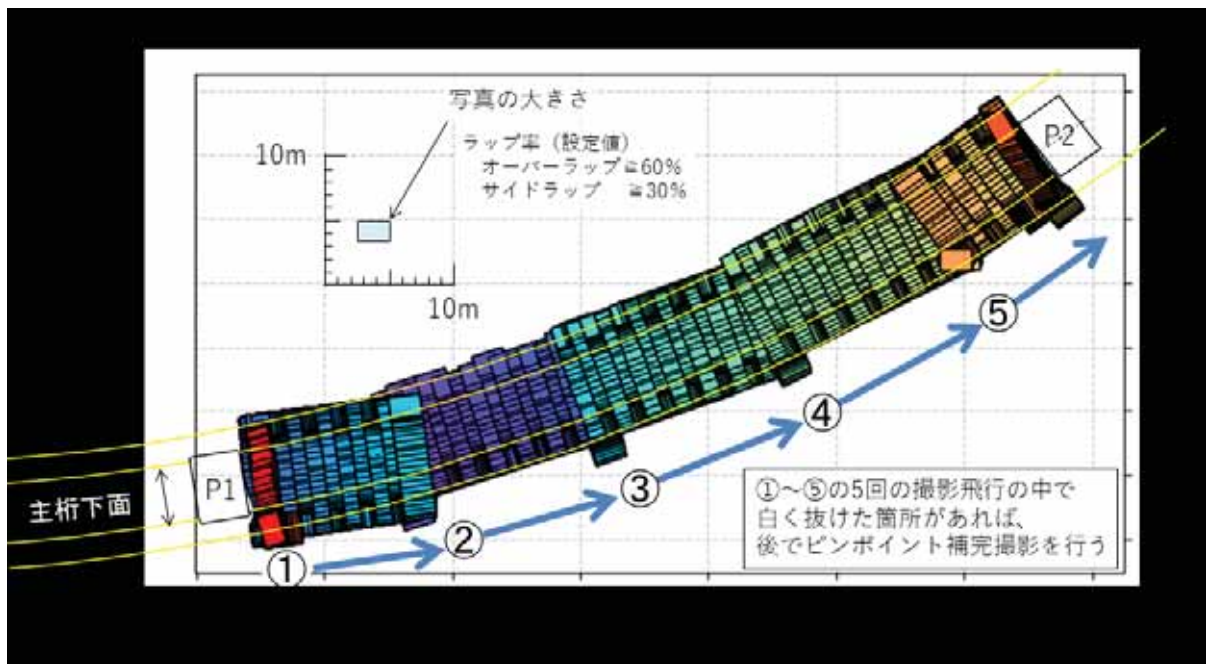 写真の大きさ
ラップ率（設定値）
オーバーラップ≧60%
サイドラップ　≧30%
10m
10m
P2
P1
主桁下面
①
②
③
④
⑤
①～⑤の5回の撮影飛行の中で
白く抜けた箇所があれば、
後でピンポイント補完撮影を行う